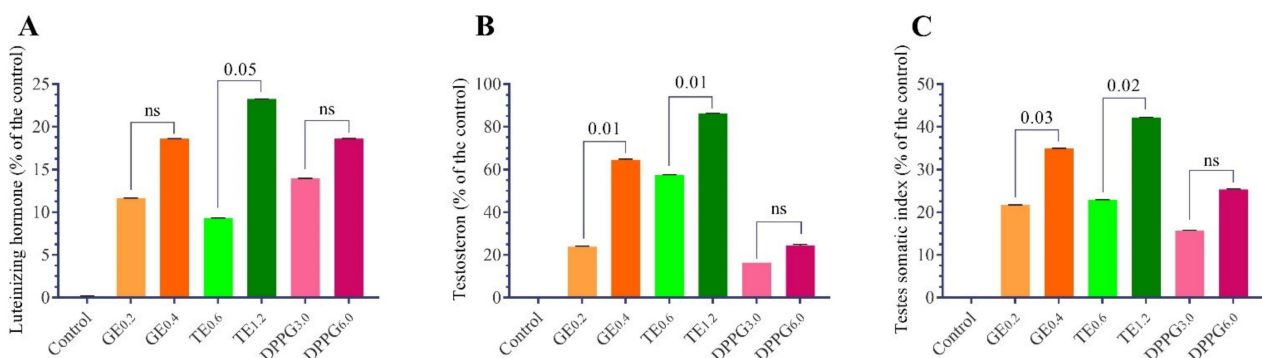 A
Luteinizing hormone (% of the control)
25
20
15
10
5
0
ns
0.05
ns
Control
GE0.2
GE0.4
TE0.6
TE1.2
DPPG3.0
DPPG6.0
B
Testosteron (% of the control)
100
80
60
40
20
0
0.01
0.01
ns
Control
GE0.2
GE0.4
TE0.6
TE1.2
DPPG3.0
DPPG6.0
C
Testes somatic index (% of the control)
50
40
30
20
10
0
0.03
0.02
ns
Control
GE0.2
GE0.4
TE0.6
TE1.2
DPPG3.0
DPPG6.0